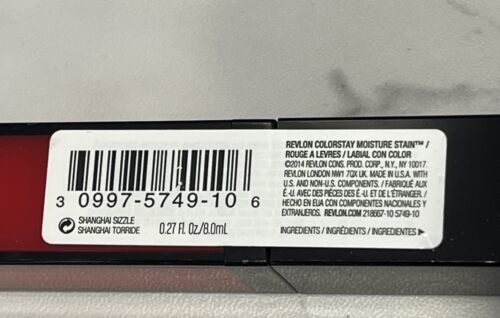 3 0997-5749-10 6
SHANGHAI SIZZLE
SHANGHAI TORRIDE
0.27 fl. Oz/8.0mL
REVLON COLORSTAY MOISTURE STAIN™ /
ROUGE A LEVRES / LABIAL CON COLOR
©2014 REVLON CONS. PROD. CORP., N.Y., NY 10017.
REVLON LONDON NW1 7QX UK. MADE IN U.S.A. WITH
U.S. AND NON-U.S. COMPONENTS. / FABRIQUÉ AUX
É.-U. AVEC DES PIÈCES DES É.-U. ET DE L'ÉTRANGER. /
HECHO EN EUA CON COMPONENTES NACIONALES Y
EXTRANJEROS. REVLON.COM 218667-10 5749-10
INGREDIENTS / INGRÉDIENTS / INGREDIENTES